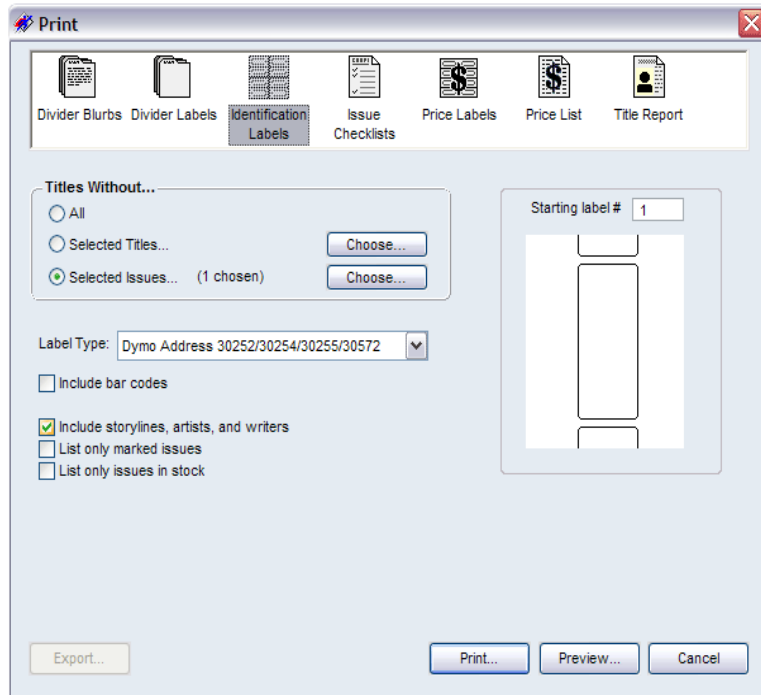 Print
Divider Blurbs Divider Labels Identification Labels Issue Checklists Price Labels Price List Title Report
Titles Without...
All
Selected Titles... Choose...
Selected Issues... (1 chosen) Choose...
Starting label # 1
Label Type: Dymo Address 30252/30254/30255/30572
Include bar codes
Include storylines, artists, and writers
List only marked issues
List only issues in stock
Export... Print... Preview... Cancel